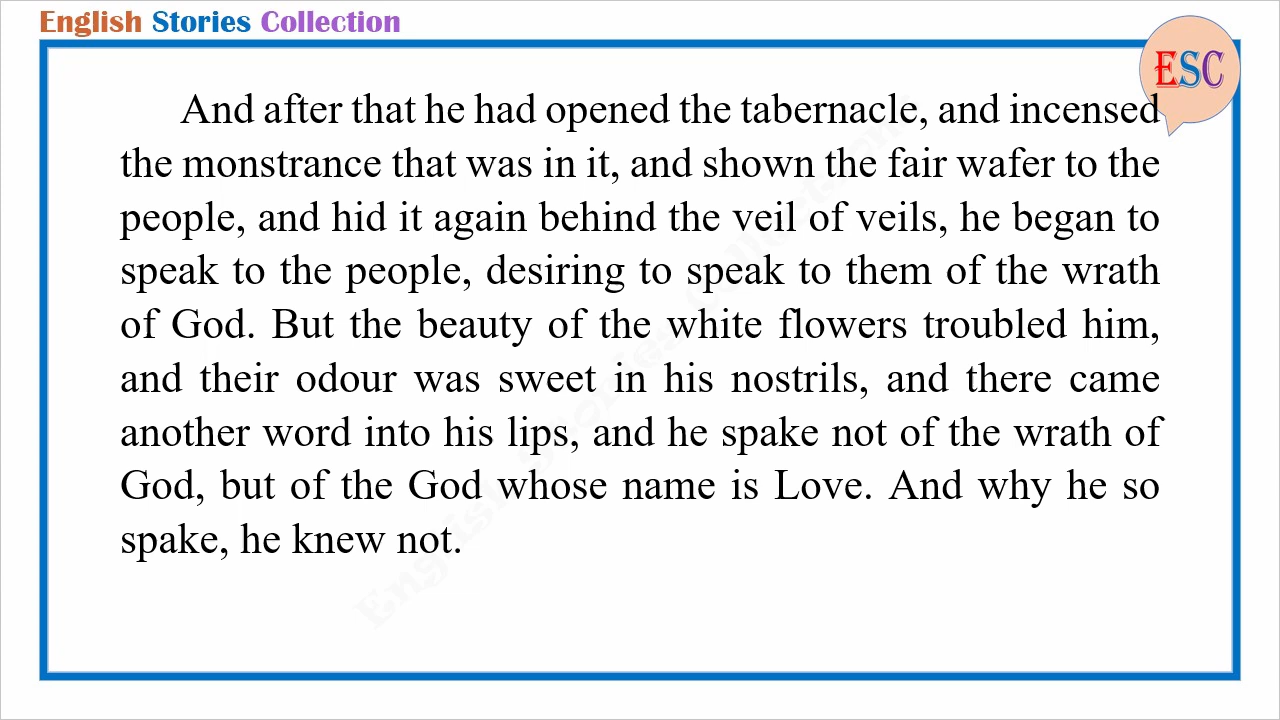 English Stories Collection
ESC
And after that he had opened the tabernacle, and incensed
the monstrance that was in it, and shown the fair wafer to the
people, and hid it again behind the veil of veils, he began to
speak to the people, desiring to speak to them of the wrath
of God. But the beauty of the white flowers troubled him,
and their odour was sweet in his nostrils, and there came
another word into his lips, and he spake not of the wrath of
God, but of the God whose name is Love. And why he so
spake, he knew not.
English Stories Collection